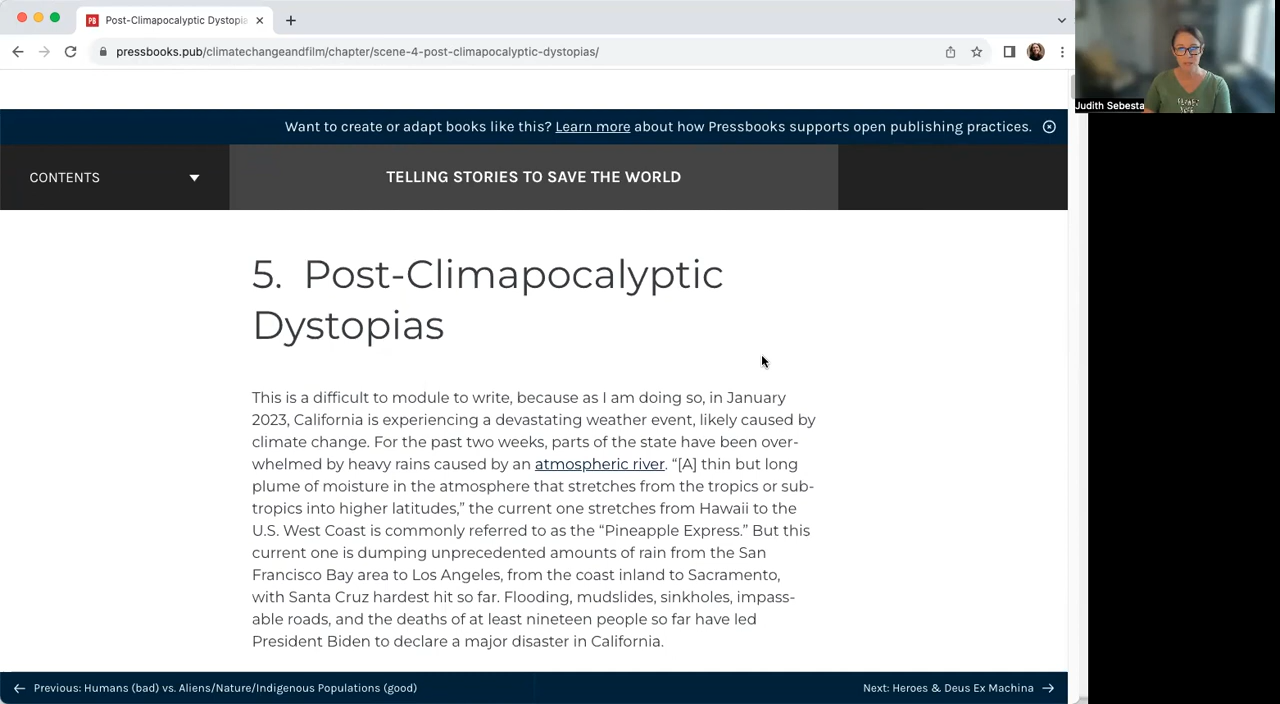 Post-Climapocalyptic Dystopia
pressbooks.pub/climatechangeandfilm/chapter/scene-4-post-climapocalyptic-dystopias/
Judith Sebesta
Want to create or adapt books like this? Learn more about how Pressbooks supports open publishing practices.
CONTENTS
TELLING STORIES TO SAVE THE WORLD
5. Post-Climapocalyptic
Dystopias
This is a difficult to module to write, because as I am doing so, in January
2023, California is experiencing a devastating weather event, likely caused by
climate change. For the past two weeks, parts of the state have been over-
whelmed by heavy rains caused by an atmospheric river. “[A] thin but long
plume of moisture in the atmosphere that stretches from the tropics or sub-
tropics into higher latitudes,” the current one stretches from Hawaii to the
U.S. West Coast is commonly referred to as the “Pineapple Express.” But this
current one is dumping unprecedented amounts of rain from the San
Francisco Bay area to Los Angeles, from the coast inland to Sacramento,
with Santa Cruz hardest hit so far. Flooding, mudslides, sinkholes, impass-
able roads, and the deaths of at least nineteen people so far have led
President Biden to declare a major disaster in California.
Previous: Humans (bad) vs. Aliens/Nature/Indigenous Populations (good)
Next: Heroes & Deus Ex Machina